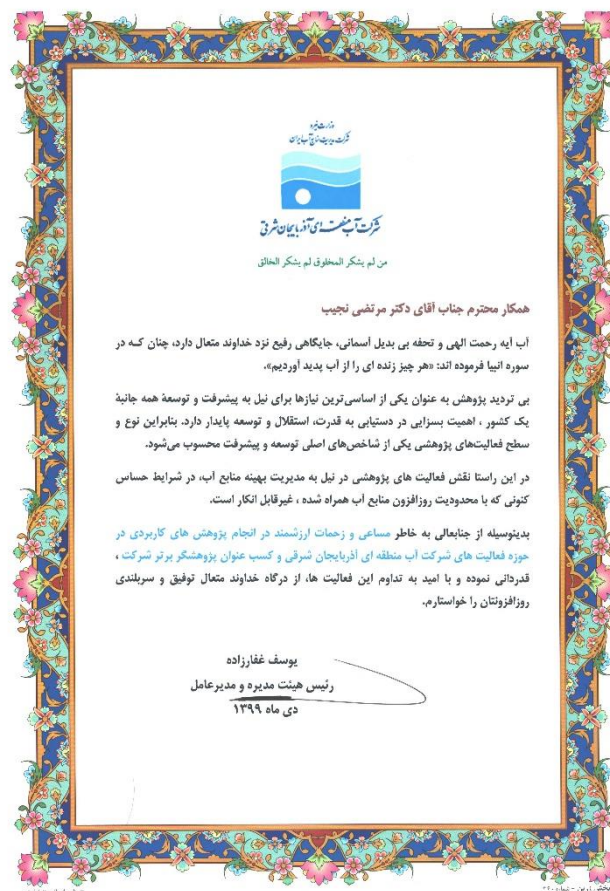 وزارت نیرو
شرکت مدیریت منابع آب ایران
شرکت آب منطقه ای آذربایجان شرقی
من لم یشکر المخلوق لم یشکر الخالق
همکار محترم جناب آقای دکتر مرتضی نجیب
آب آیه رحمت الهی و تحفه بی بدیل آسمانی، جایگاهی رفیع نزد خداوند متعال دارد، چنان کـه در
سوره انبیا فرموده اند: «هر چیز زنده ای را از آب پدید آوردیم».
بی تردید پژوهش به عنوان یکی از اساسی‌ترین نیازها برای نیل به پیشرفت و توسعهٔ همه جانبهٔ
یک کشور ، اهمیت بسزایی در دستیابی به قدرت، استقلال و توسعه پایدار دارد. بنابراین نوع و
سطح فعالیت‌های پژوهشی یکی از شاخص‌های اصلی توسعه و پیشرفت محسوب می‌شود.
در این راستا نقش فعالیت های پژوهشی در نیل به مدیریت بهینه منابع آب، در شرایط حساس
کنونی که با محدودیت روزافزون منابع آب همراه شده ، غیرقابل انکار است.
بدینوسیله از جنابعالی به خاطر مساعی و زحمات ارزشمند در انجام پژوهش های کاربردی در
حوزه فعالیت های شرکت آب منطقه ای آذربایجان شرقی و کسب عنوان پژوهشگر برتر شرکت ،
قدردانی نموده و با امید به تداوم این فعالیت ها، از درگاه خداوند متعال توفیق و سربلندی
روزافزونتان را خواستارم.
یوسف غفارزاده
رئیس هیئت مدیره و مدیرعامل
دی ماه ۱۳۹۹